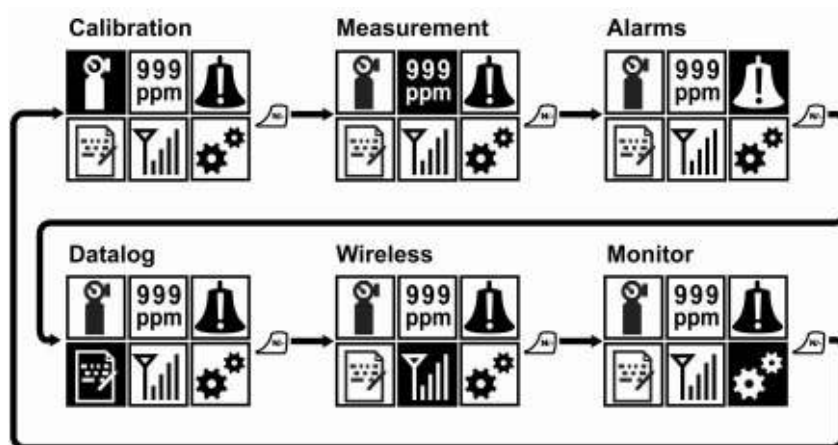 Calibration Measurement Alarms
999 999 999
ppm ppm ppm
N/- N/- N/-
Datalog Wireless Monitor
999 999 999
ppm ppm ppm
N/- N/- N/-